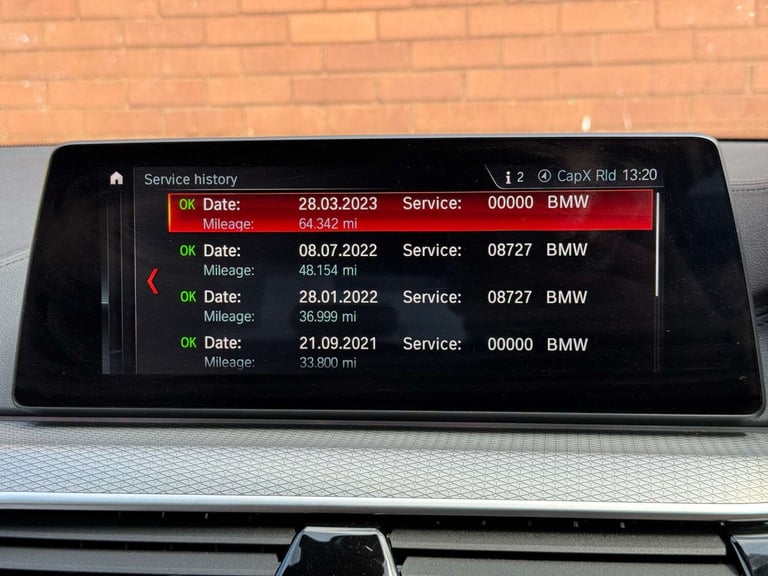 Service history
i 2 CapX Rld 13:20
OK Date: 28.03.2023 Service: 00000 BMW
Mileage: 64.342 mi
OK Date: 08.07.2022 Service: 08727 BMW
Mileage: 48.154 mi
OK Date: 28.01.2022 Service: 08727 BMW
Mileage: 36.999 mi
OK Date: 21.09.2021 Service: 00000 BMW
Mileage: 33.800 mi